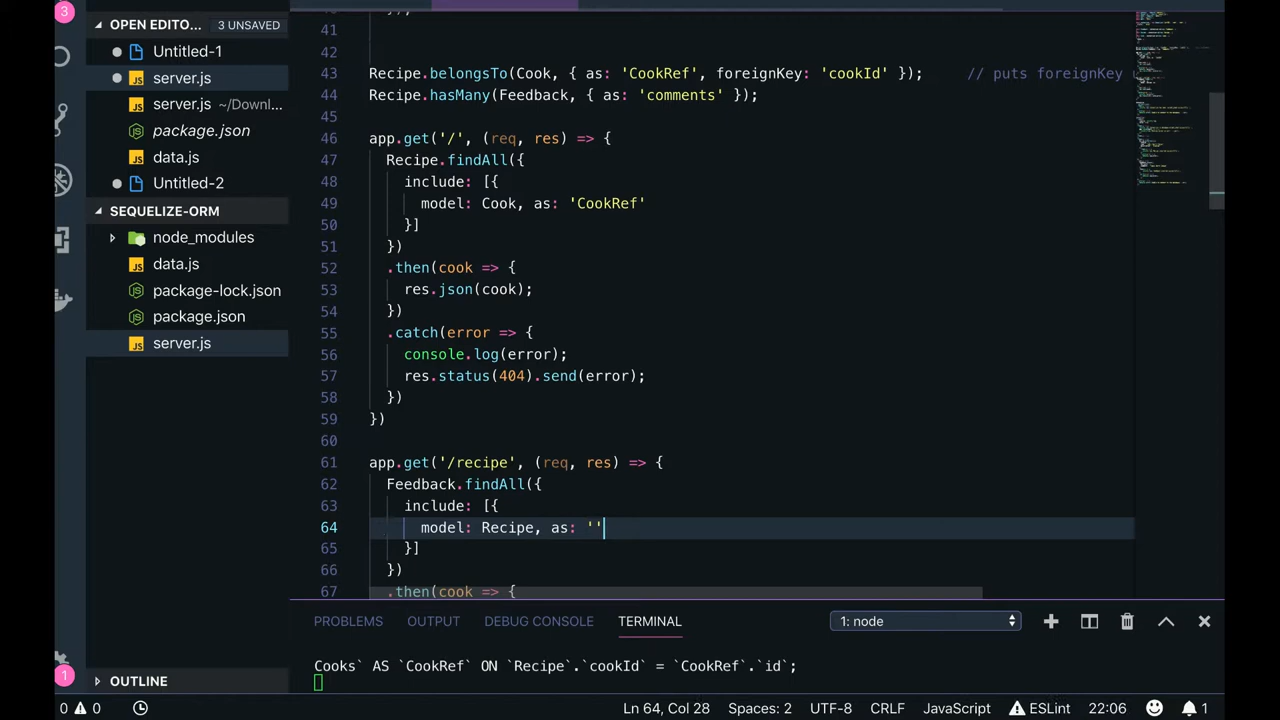 3
OPEN EDITO... 3 UNSAVED
Untitled-1
server.js
server.js ~/Downl...
package.json
data.js
Untitled-2
SEQUELIZE-ORM
node_modules
data.js
package-lock.json
package.json
server.js
OUTLINE
1
41
42
43 Recipe.belongsTo(Cook, { as: 'CookRef', foreignKey: 'cookId' }); // puts foreignKey
44 Recipe.hasMany(Feedback, { as: 'comments' });
45
46 app.get('/', (req, res) => {
47 Recipe.findAll({
48 include: [{
49 model: Cook, as: 'CookRef'
50 }]
51 })
52 .then(cook => {
53 res.json(cook);
54 })
55 .catch(error => {
56 console.log(error);
57 res.status(404).send(error);
58 })
59 })
60
61 app.get('/recipe', (req, res) => {
62 Feedback.findAll({
63 include: [{
64 model: Recipe, as: ''
65 }]
66 })
67 .then(cook => {
PROBLEMS OUTPUT DEBUG CONSOLE TERMINAL 1: node
Cooks` AS `CookRef` ON `Recipe`.`cookId` = `CookRef`.`id`;
0 0 Ln 64, Col 28 Spaces: 2 UTF-8 CRLF JavaScript ESLint 22:06 1